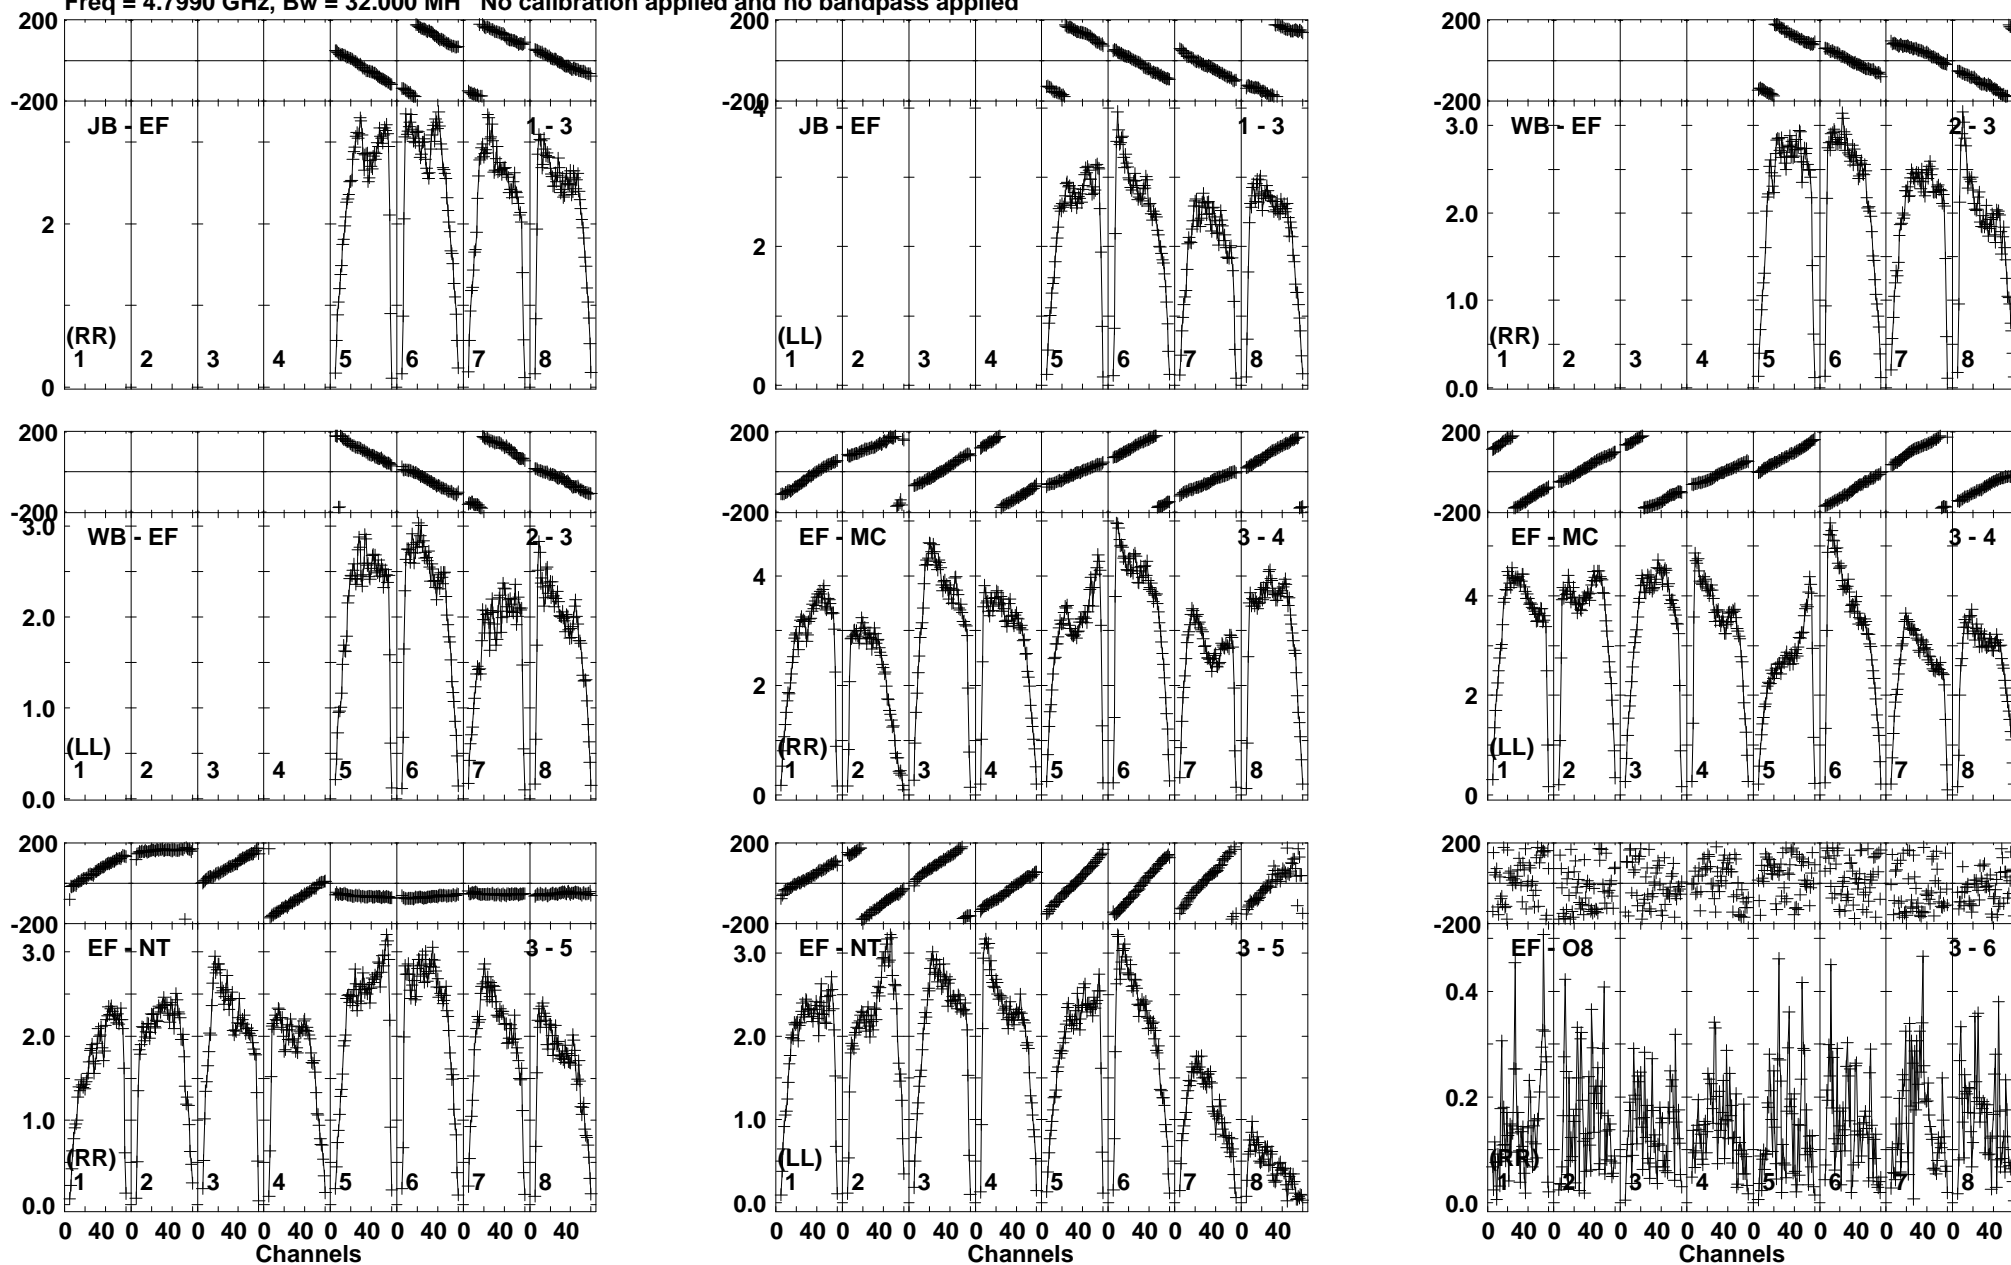 Freq = 4.7990 GHz, Bw = 32.000 MH No calibration applied and no bandpass applied
200 200 200
-200 -200 -200
JB - EF 1 - 3 JB - EF 1 - 3 WB - EF 2 - 3
4 3.0
2 2 2.0
1.0
(RR) (LL) (RR)
1 2 3 4 5 6 7 8 1 2 3 4 5 6 7 8 1 2 3 4 5 6 7 8
0 0 0.0
200 200 200
-200 -200 -200
WB - EF 2 - 3 EF - MC 3 - 4 EF - MC 3 - 4
3.0 4 4
2.0 2 2
1.0
(LL) (RR) (LL)
1 2 3 4 5 6 7 8 1 2 3 4 5 6 7 8 1 2 3 4 5 6 7 8
0.0 0 0
200 200 200
-200 -200 -200
EF - NT 3 - 5 EF - NT 3 - 5 EF - O8 3 - 6
3.0 3.0 0.4
2.0 2.0 0.2
1.0 1.0
(RR) (LL) (RR)
1 2 3 4 5 6 7 8 1 2 3 4 5 6 7 8 1 2 3 4 5 6 7 8
0.0 0.0 0.0
0 40 0 40 0 40 0 40 0 40 0 40 0 40 0 40 0 40 0 40 0 40 0 40 0 40 0 40 0 40 0 40 0 40 0 40 0 40 0 40 0 40 0 40 0 40 0 40
Channels Channels Channels